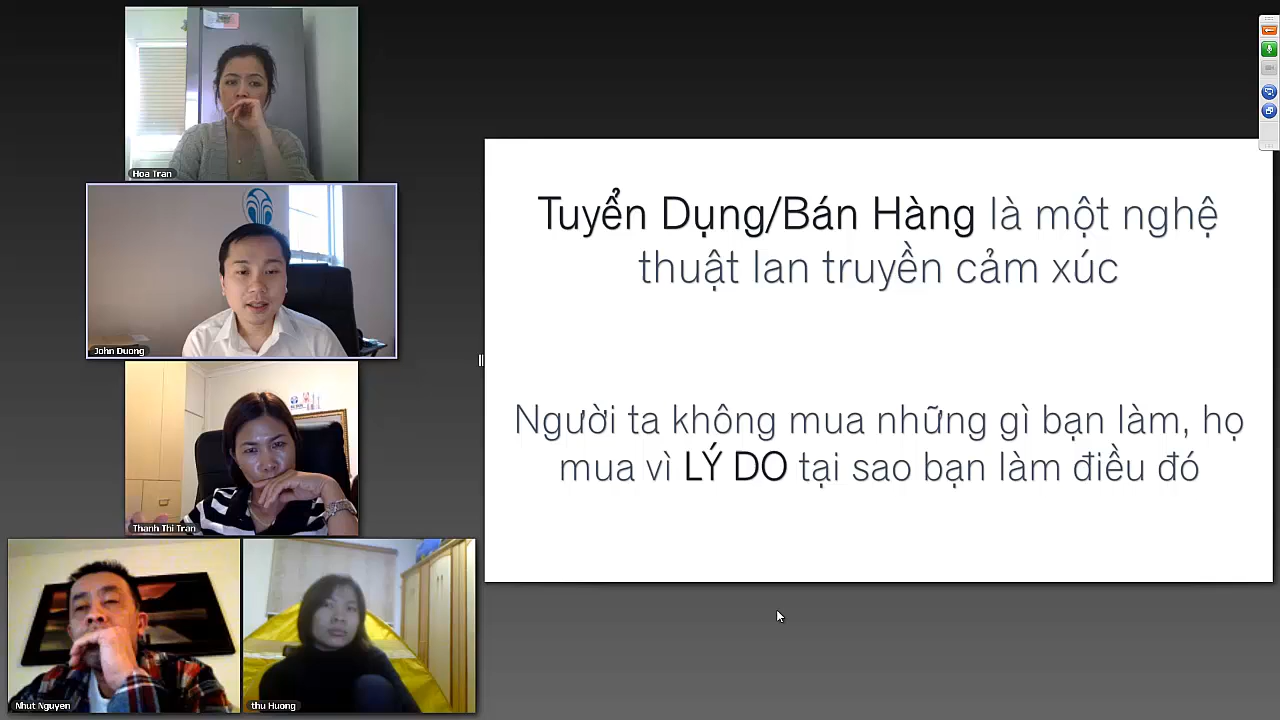 Hoa Tran
John Duong
Thanh Thi Tran
Nhut Nguyen
thu Huong
Tuyển Dụng/Bán Hàng là một nghệ
thuật lan truyền cảm xúc
Người ta không mua những gì bạn làm, họ
mua vì LÝ DO tại sao bạn làm điều đó